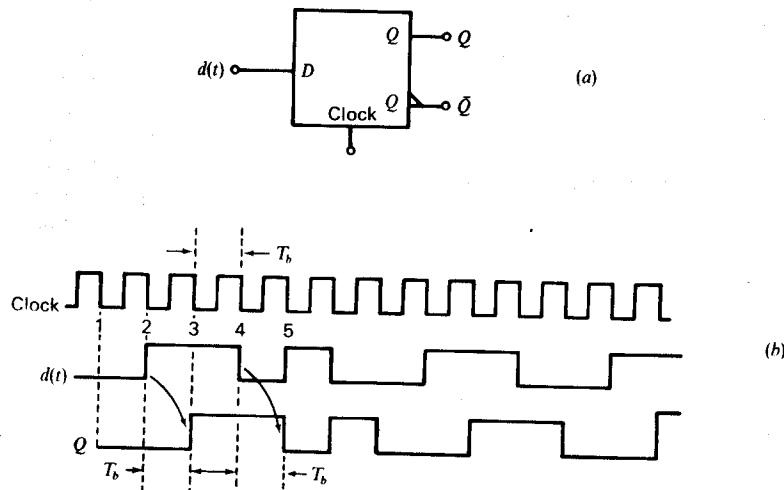 Q Q
d(t) D (a)
Q Q̄
Clock
T_b
Clock
1 2 3 4 5
(b)
d(t)
Q
T_b T_b